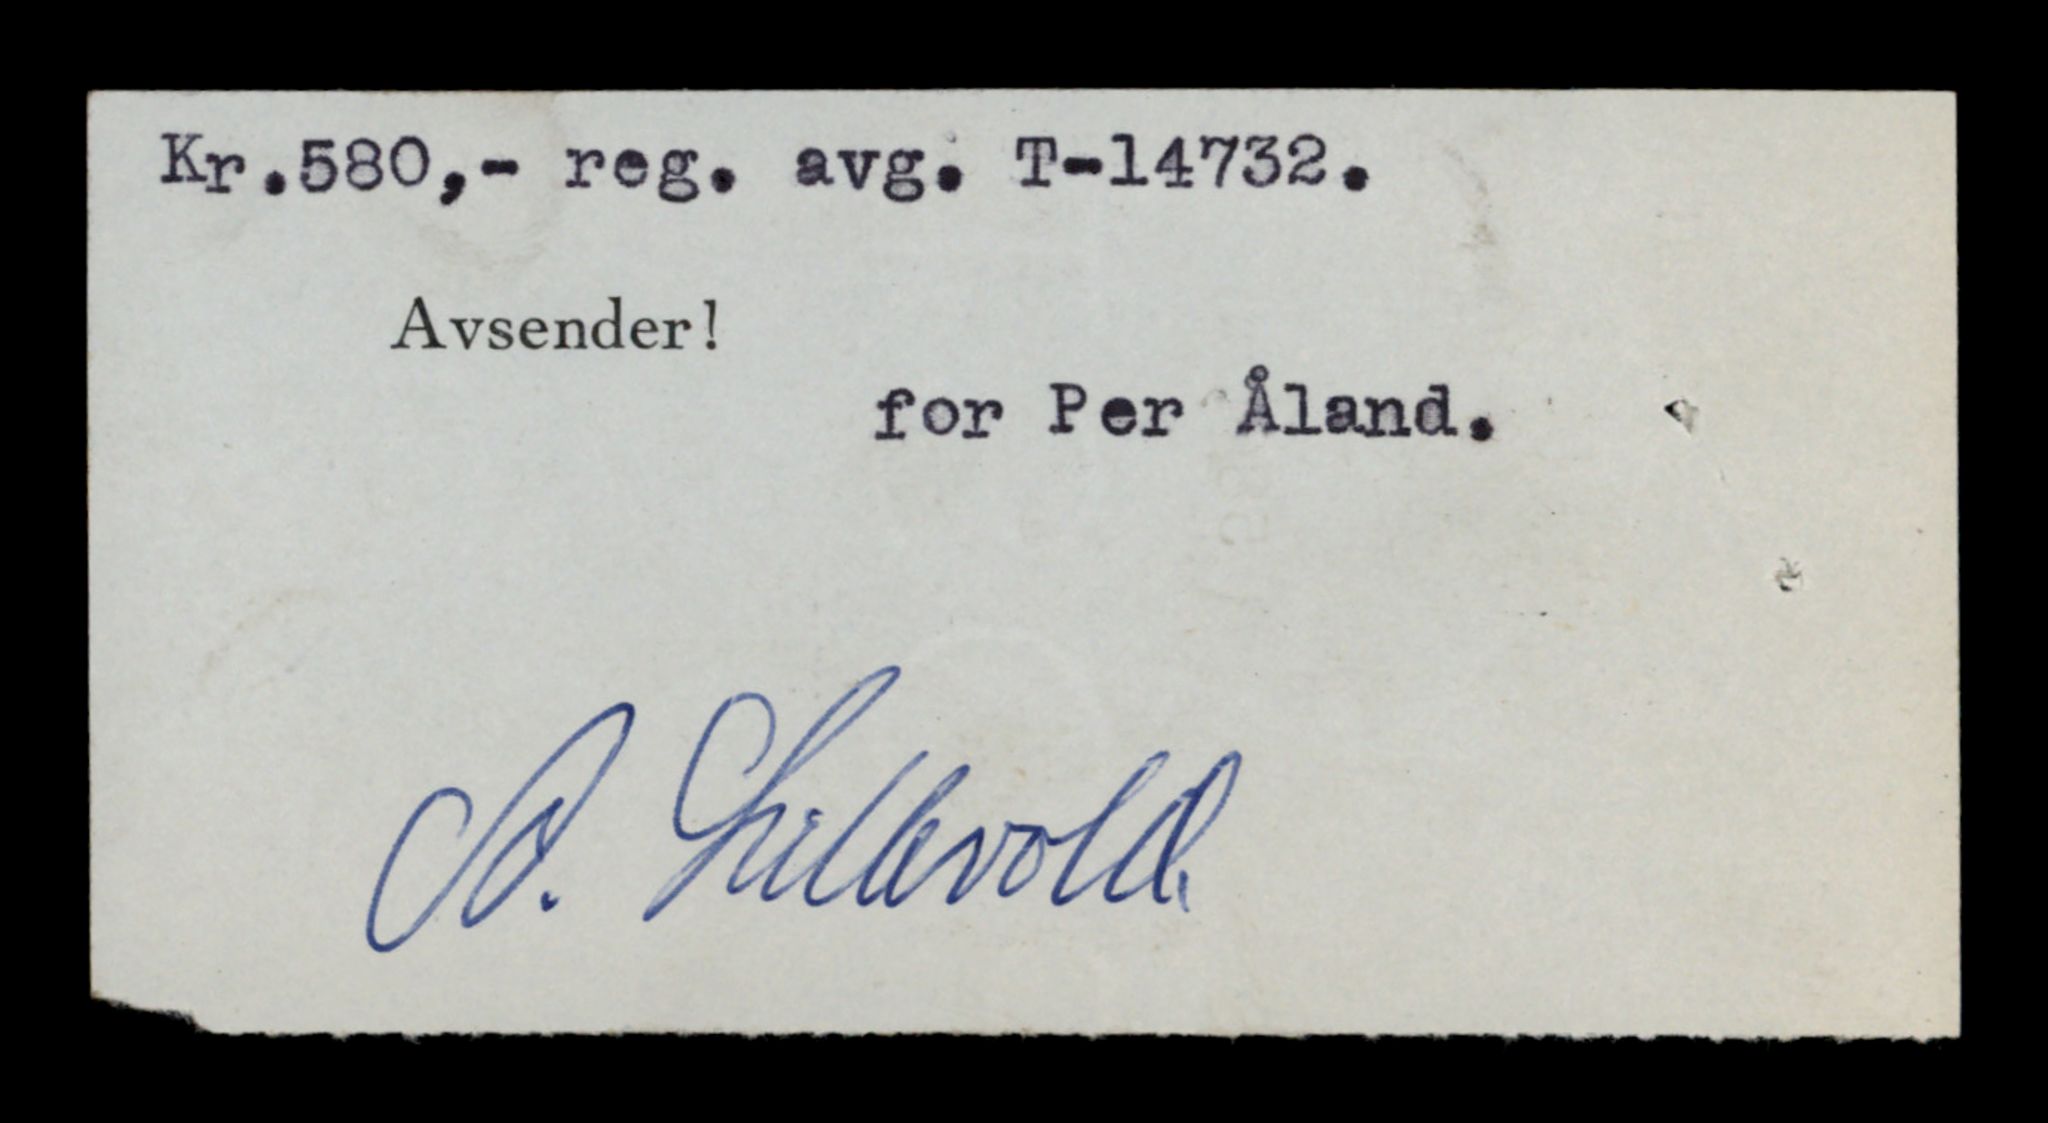 Kr.580,- reg. avg. T-14732.
Avsender!
for Per Åland.